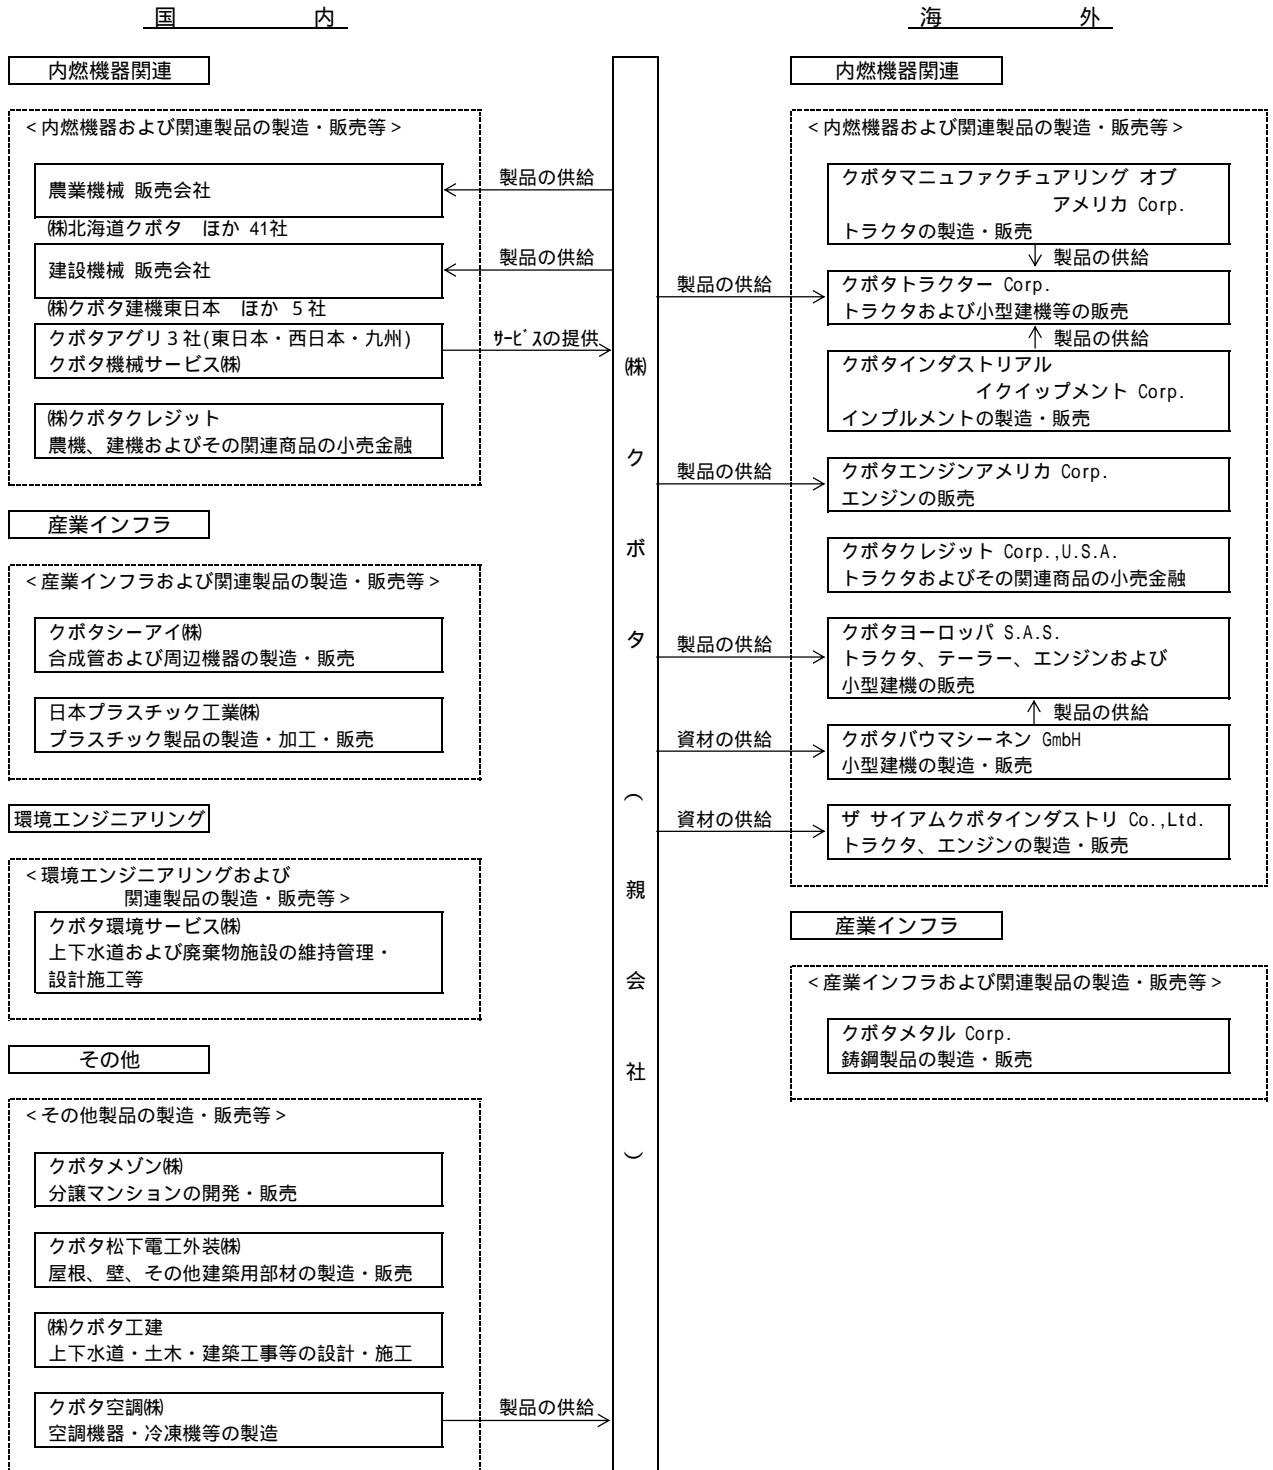 国　　　内
内燃機器関連
<内燃機器および関連製品の製造・販売等>
農業機械 販売会社
㈱北海道クボタ　ほか 41社
建設機械 販売会社
㈱クボタ建機東日本　ほか 5社
クボタアグリ3社(東日本・西日本・九州)
クボタ機械サービス㈱
㈱クボタクレジット
農機、建機およびその関連商品の小売金融
産業インフラ
<産業インフラおよび関連製品の製造・販売等>
クボタシーアイ㈱
合成管および周辺機器の製造・販売
日本プラスチック工業㈱
プラスチック製品の製造・加工・販売
環境エンジニアリング
<環境エンジニアリングおよび
関連製品の製造・販売等>
クボタ環境サービス㈱
上下水道および廃棄物施設の維持管理・
設計施工等
その他
<その他製品の製造・販売等>
クボタメゾン㈱
分譲マンションの開発・販売
クボタ松下電工外装㈱
屋根、壁、その他建築用部材の製造・販売
㈱クボタ工建
上下水道・土木・建築工事等の設計・施工
クボタ空調㈱
空調機器・冷凍機等の製造
製品の供給
製品の供給
ｻｰﾋﾞｽの提供
製品の供給
㈱クボタ（親会社）
製品の供給
製品の供給
製品の供給
資材の供給
資材の供給
海　　　外
内燃機器関連
<内燃機器および関連製品の製造・販売等>
クボタマニュファクチュアリング オブ
アメリカ Corp.
トラクタの製造・販売
製品の供給
クボタトラクター Corp.
トラクタおよび小型建機等の販売
製品の供給
クボタインダストリアル
イクイップメント Corp.
インプルメントの製造・販売
クボタエンジンアメリカ Corp.
エンジンの販売
クボタクレジット Corp.,U.S.A.
トラクタおよびその関連商品の小売金融
クボタヨーロッパ S.A.S.
トラクタ、テーラー、エンジンおよび
小型建機の販売
製品の供給
クボタバウマシーネン GmbH
小型建機の製造・販売
ザ サイアムクボタインダストリ Co.,Ltd.
トラクタ、エンジンの製造・販売
産業インフラ
<産業インフラおよび関連製品の製造・販売等>
クボタメタル Corp.
鋳鋼製品の製造・販売